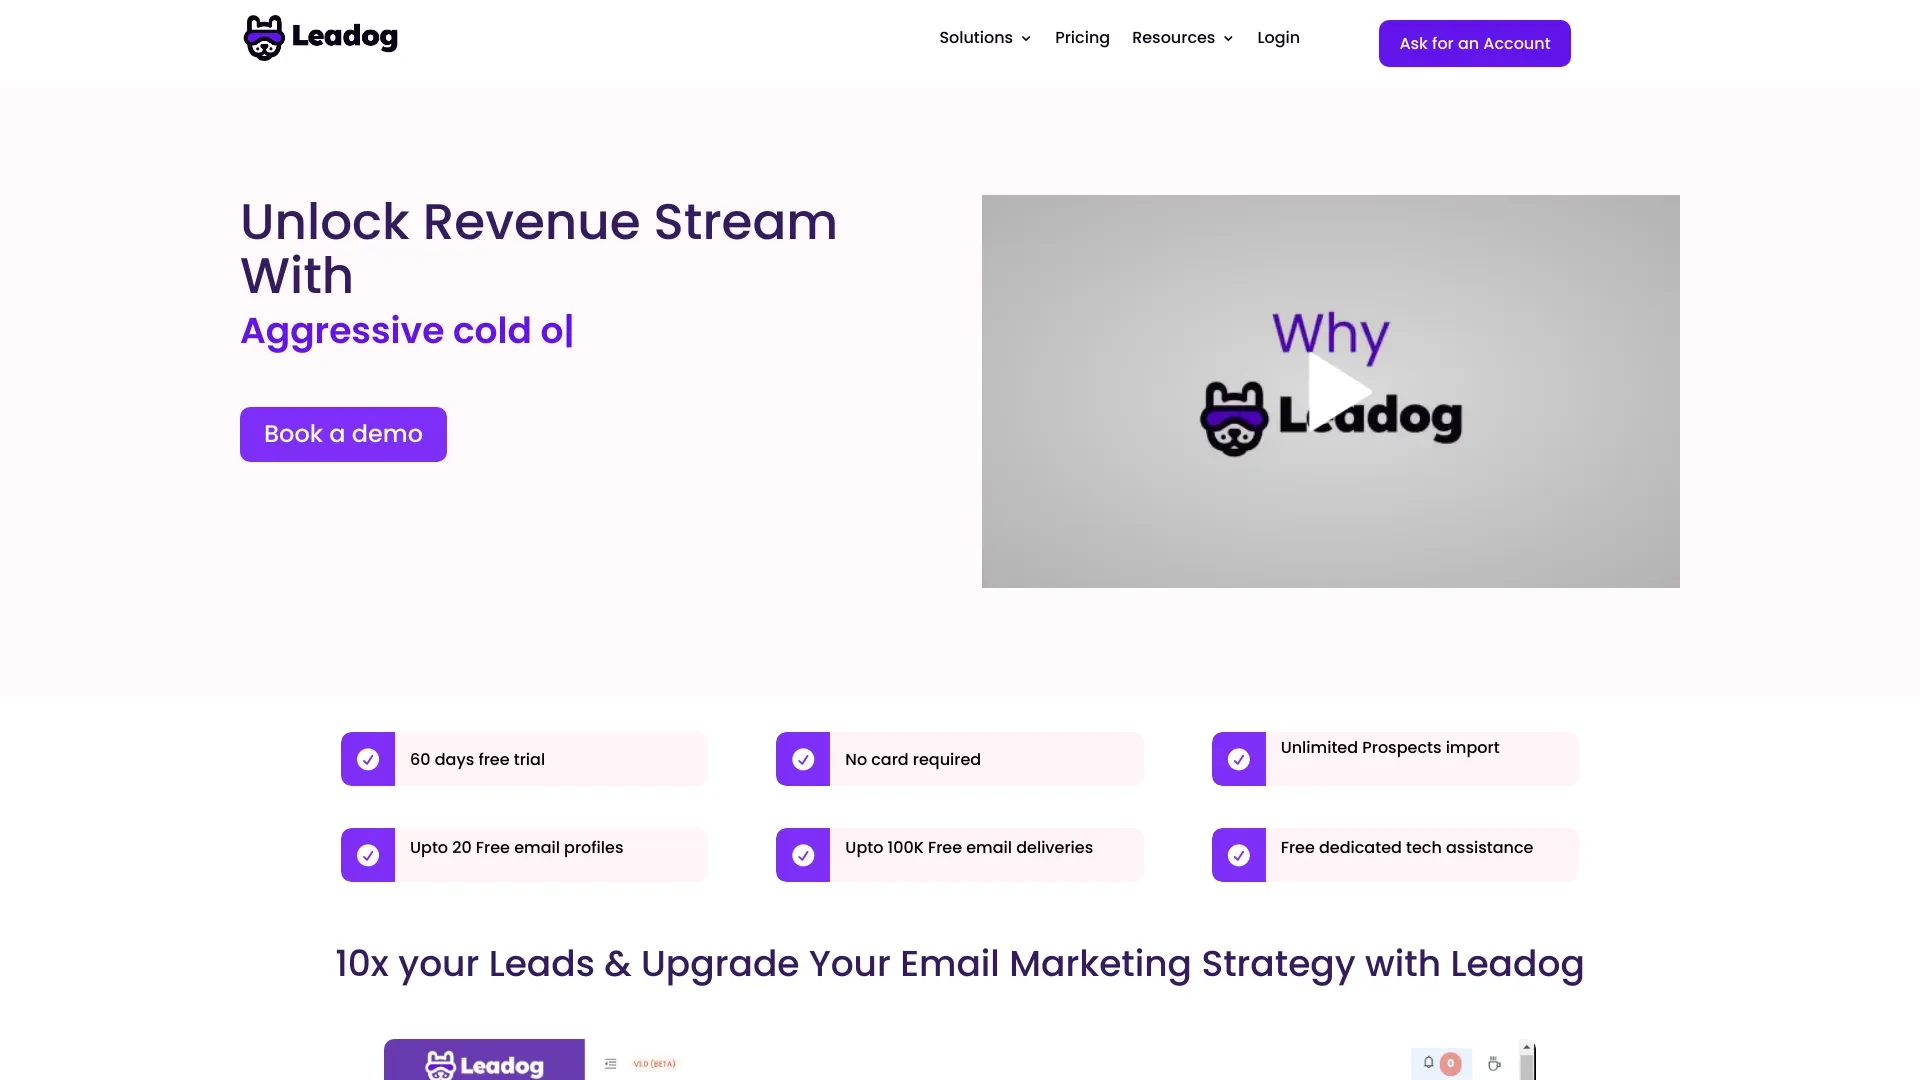 Leadog
Solutions
Pricing
Resources
Login
Ask for an Account
Unlock Revenue Stream
With
Aggressive cold o|
Book a demo
Why
Leadog
60 days free trial
No card required
Unlimited Prospects import
Upto 20 Free email profiles
Upto 100K Free email deliveries
Free dedicated tech assistance
10x your Leads & Upgrade Your Email Marketing Strategy with Leadog
Leadog
V1.0 (BETA)
0